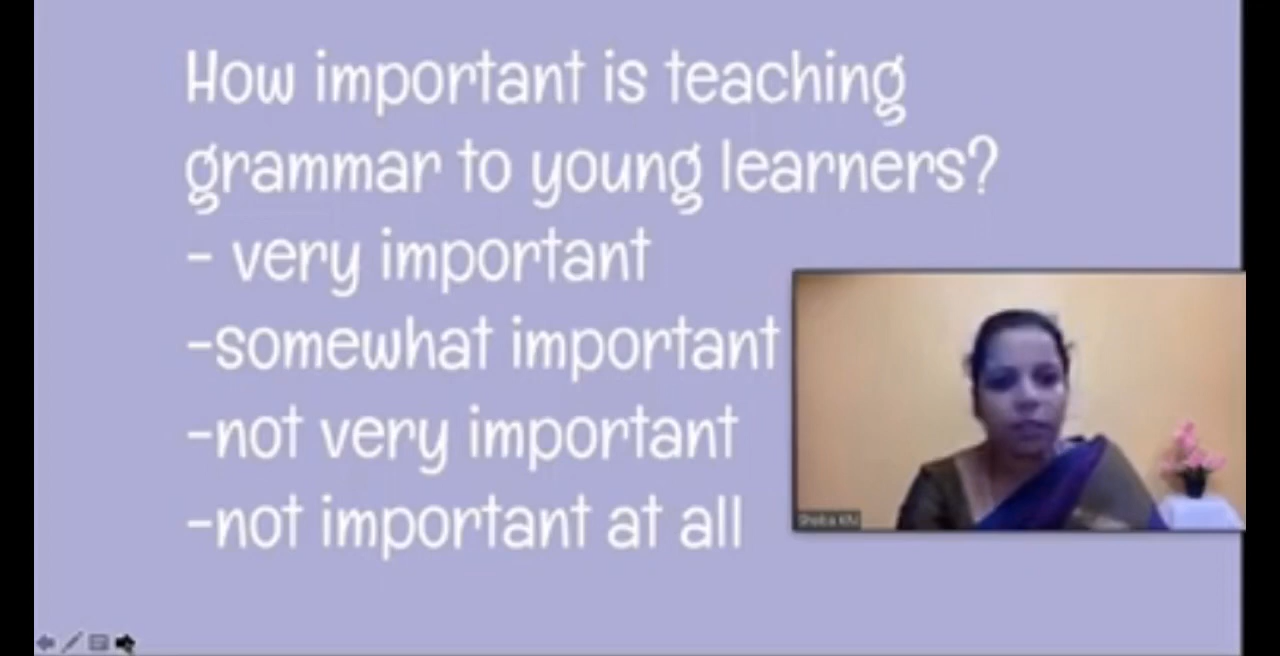 How important is teaching
grammar to young learners?
- very important
-somewhat important
-not very important
-not important at all